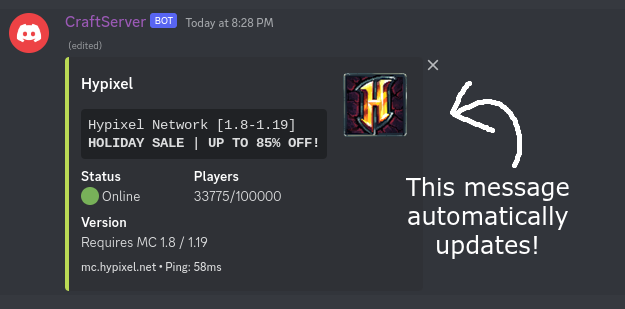 CraftServer BOT Today at 8:28 PM
(edited)
Hypixel
Hypixel Network [1.8-1.19]
HOLIDAY SALE | UP TO 85% OFF!
Status Players
Online 33775/100000
Version
Requires MC 1.8 / 1.19
mc.hypixel.net • Ping: 58ms
H
This message
automatically
updates!